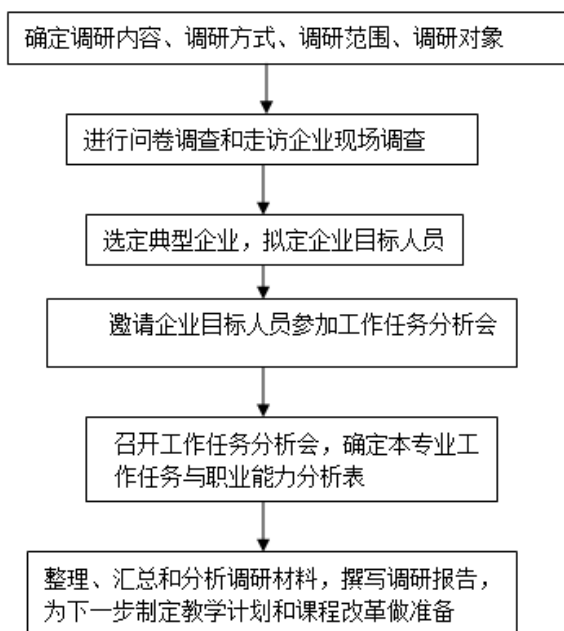 确定调研内容、调研方式、调研范围、调研对象
进行问卷调查和走访企业现场调查
选定典型企业，拟定企业目标人员
邀请企业目标人员参加工作任务分析会
召开工作任务分析会，确定本专业工
作任务与职业能力分析表
整理、汇总和分析调研材料，撰写调研报告，
为下一步制定教学计划和课程改革做准备